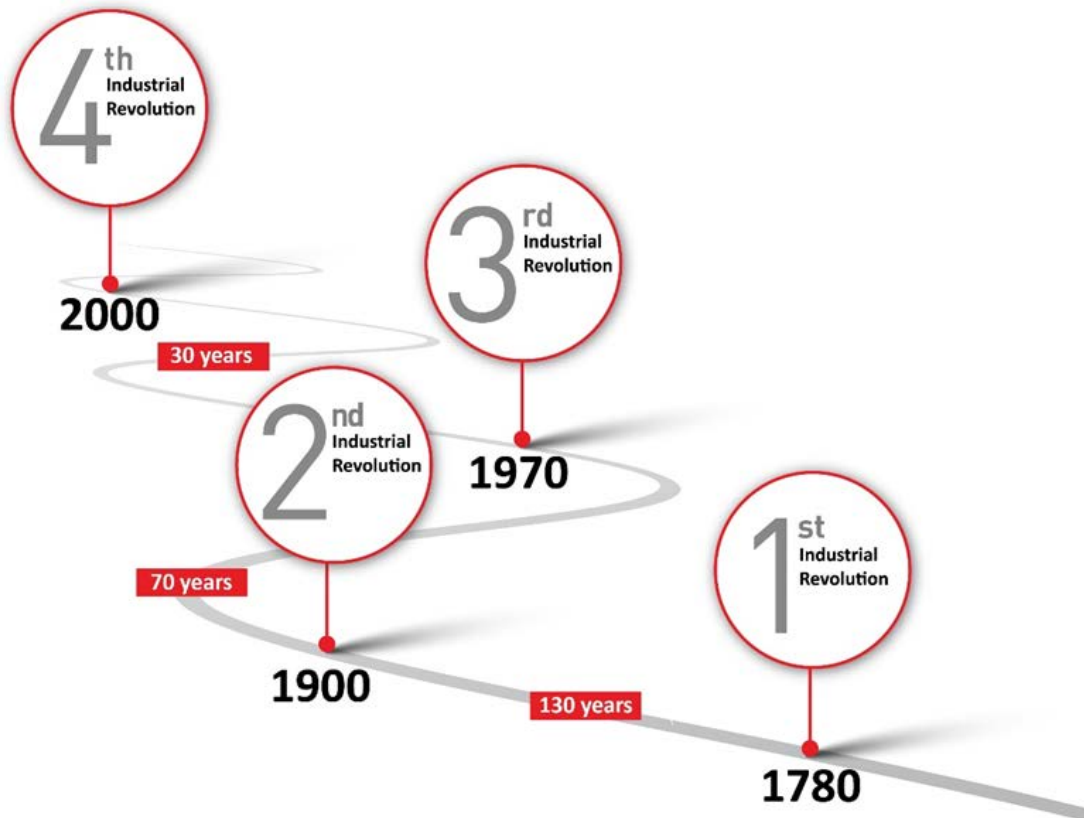 4th
Industrial
Revolution
2000
30 years
3rd
Industrial
Revolution
1970
2nd
Industrial
Revolution
70 years
1900
130 years
1st
Industrial
Revolution
1780